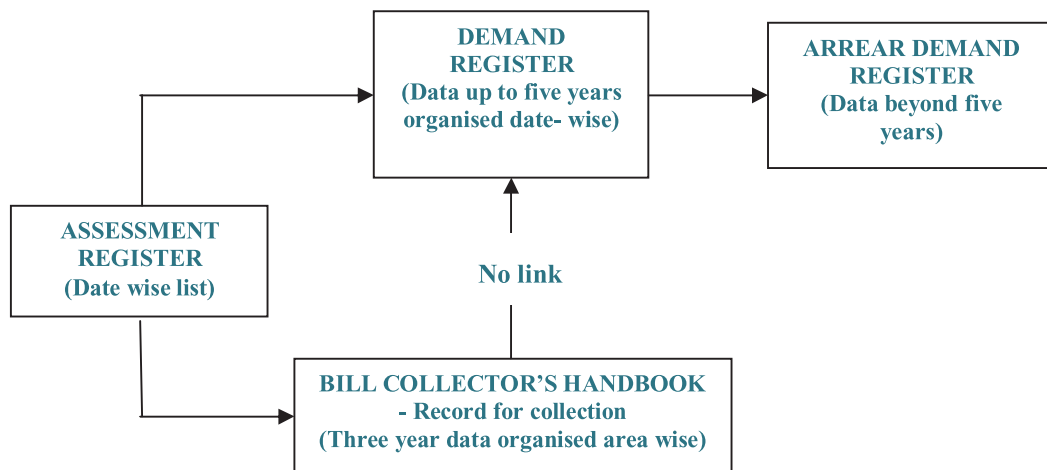 DEMAND
REGISTER
(Data up to five years
organised date- wise)
ARREAR DEMAND
REGISTER
(Data beyond five
years)
ASSESSMENT
REGISTER
(Date wise list)
No link
BILL COLLECTOR’S HANDBOOK
- Record for collection
(Three year data organised area wise)